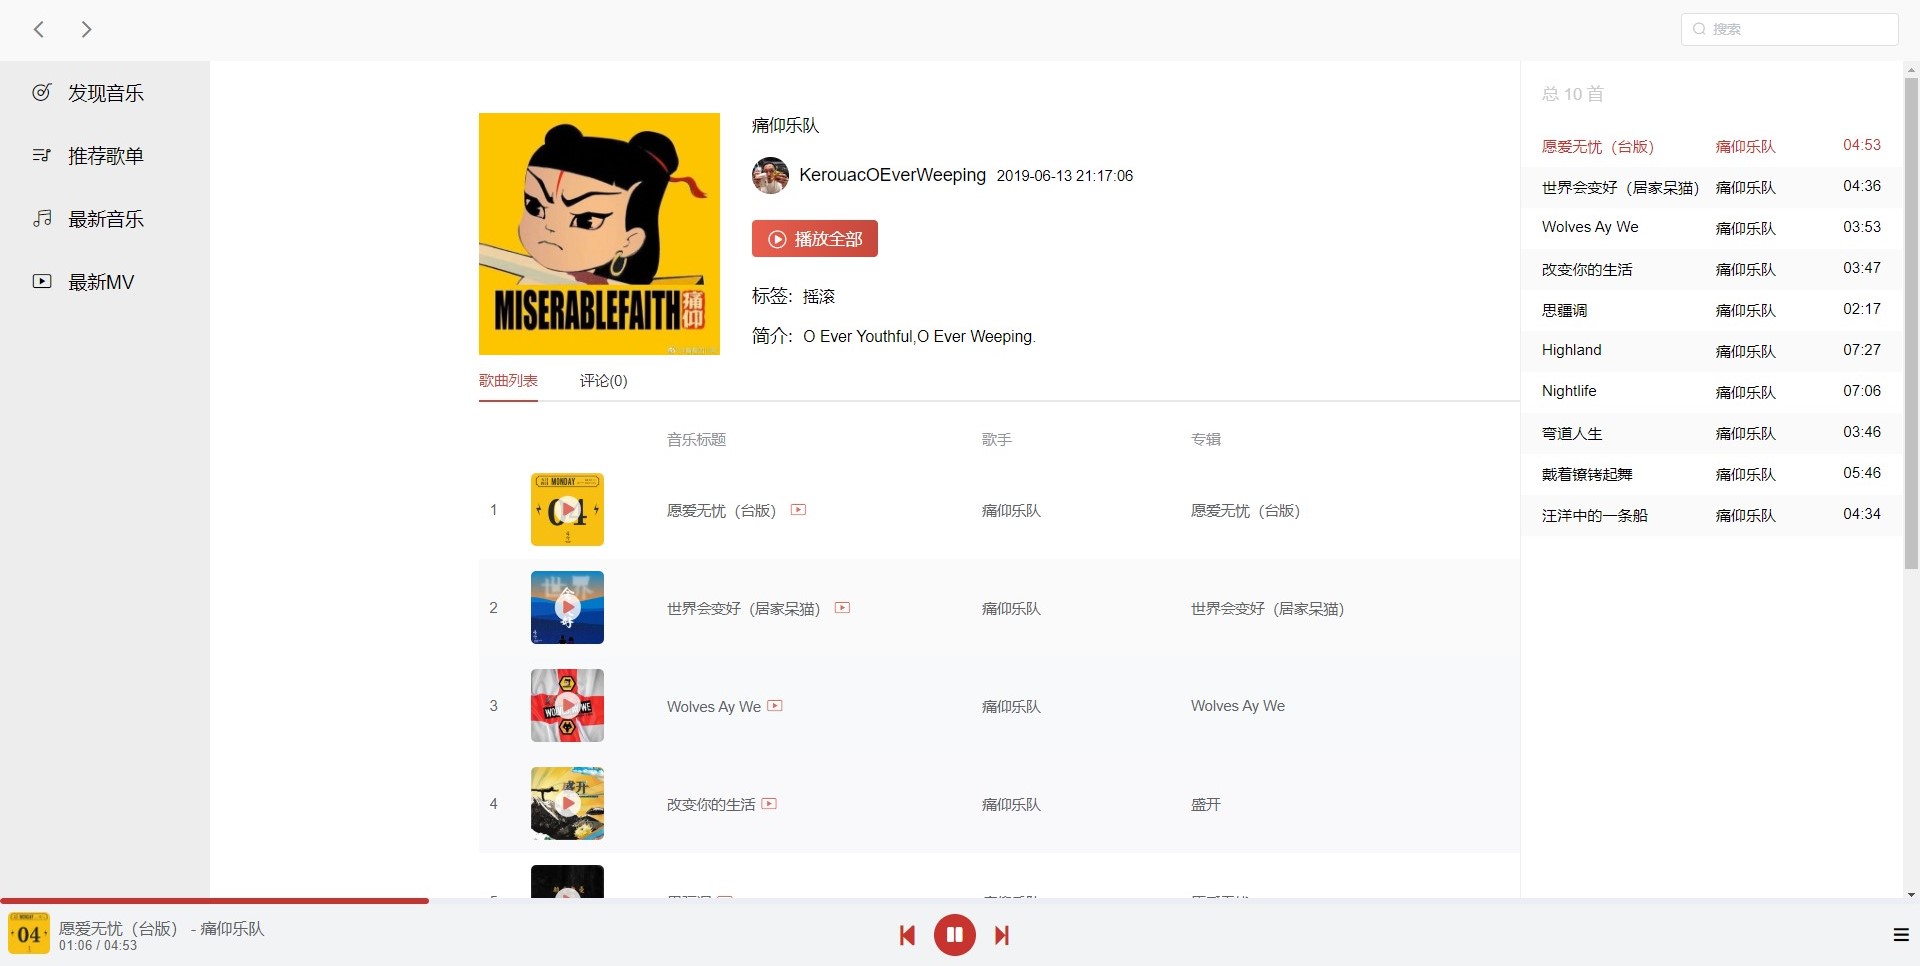 搜索
发现音乐
推荐歌单
最新音乐
最新MV
MISERABLEFAITH 痛仰
痛仰乐队
KerouacOEverWeeping 2019-06-13 21:17:06
播放全部
标签: 摇滚
简介: O Ever Youthful,O Ever Weeping.
歌曲列表 评论(0)
音乐标题 歌手 专辑
MONDAY
04
1 愿爱无忧（台版） 痛仰乐队 愿爱无忧（台版）
世界
2 世界会变好（居家呆猫） 痛仰乐队 世界会变好（居家呆猫）
3 Wolves Ay We 痛仰乐队 Wolves Ay We
盛开
4 改变你的生活 痛仰乐队 盛开
总 10 首
愿爱无忧（台版） 痛仰乐队 04:53
世界会变好（居家呆猫） 痛仰乐队 04:36
Wolves Ay We 痛仰乐队 03:53
改变你的生活 痛仰乐队 03:47
思疆调 痛仰乐队 02:17
Highland 痛仰乐队 07:27
Nightlife 痛仰乐队 07:06
弯道人生 痛仰乐队 03:46
戴着镣铐起舞 痛仰乐队 05:46
汪洋中的一条船 痛仰乐队 04:34
04
愿爱无忧（台版） - 痛仰乐队
01:06 / 04:53